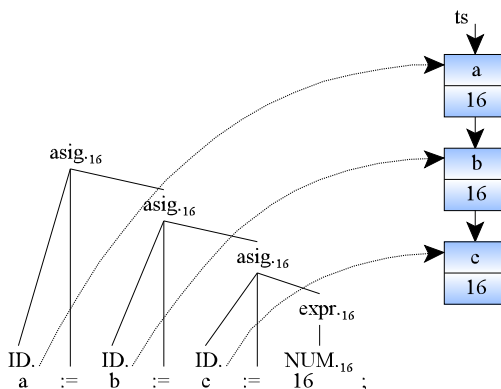 ts
a
16
asig.16
b
16
asig.16
c
16
asig.16
expr.16
ID. ID. ID. NUM.16
a := b := c := 16 ;